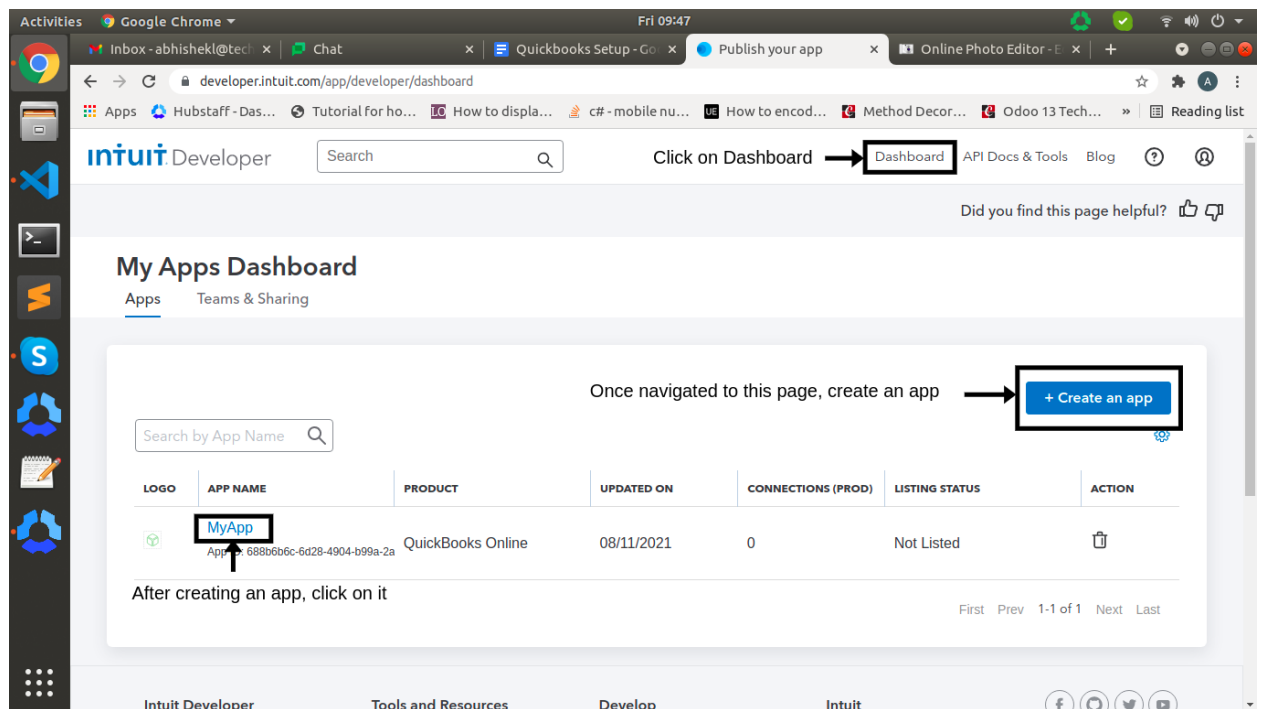 Activities Google Chrome Fri 09:47
Inbox - abhishekl@tech Chat Quickbooks Setup - Go Publish your app Online Photo Editor - E
developer.intuit.com/app/developer/dashboard A
Apps Hubstaff - Das... Tutorial for ho... LO How to displa... c# - mobile nu... UE How to encod... Method Decor... Odoo 13 Tech... » Reading list
ıntuıt Developer Search Click on Dashboard Dashboard API Docs & Tools Blog ?
Did you find this page helpful?
My Apps Dashboard
Apps Teams & Sharing
Once navigated to this page, create an app + Create an app
Search by App Name
LOGO APP NAME PRODUCT UPDATED ON CONNECTIONS (PROD) LISTING STATUS ACTION
MyApp
App ID: 688b6b6c-6d28-4904-b99a-2a QuickBooks Online 08/11/2021 0 Not Listed
After creating an app, click on it
First Prev 1-1 of 1 Next Last
Intuit Developer Tools and Resources Develop Intuit